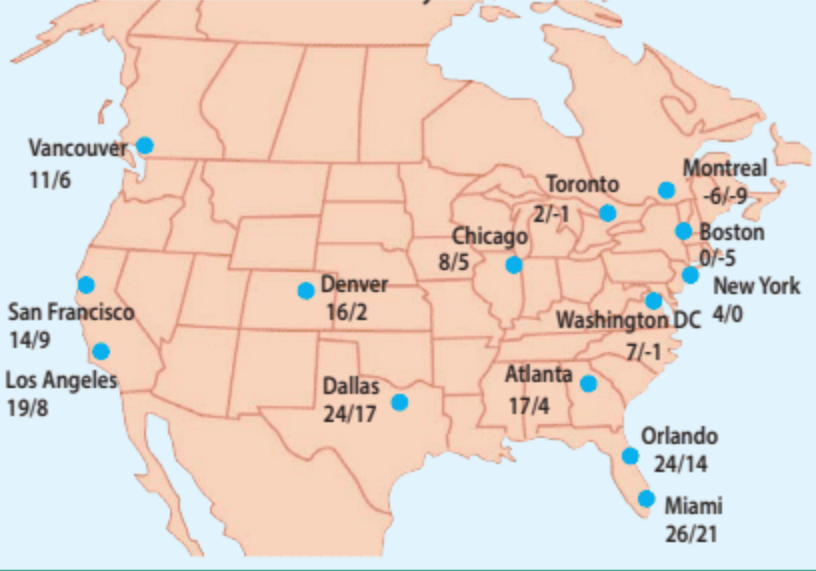 Vancouver
11/6
Montreal
-6/-9
Toronto
2/-1
Boston
0/-5
Chicago
8/5
New York
4/0
Denver
16/2
San Francisco
14/9
Washington DC
7/-1
Los Angeles
19/8
Dallas
24/17
Atlanta
17/4
Orlando
24/14
Miami
26/21